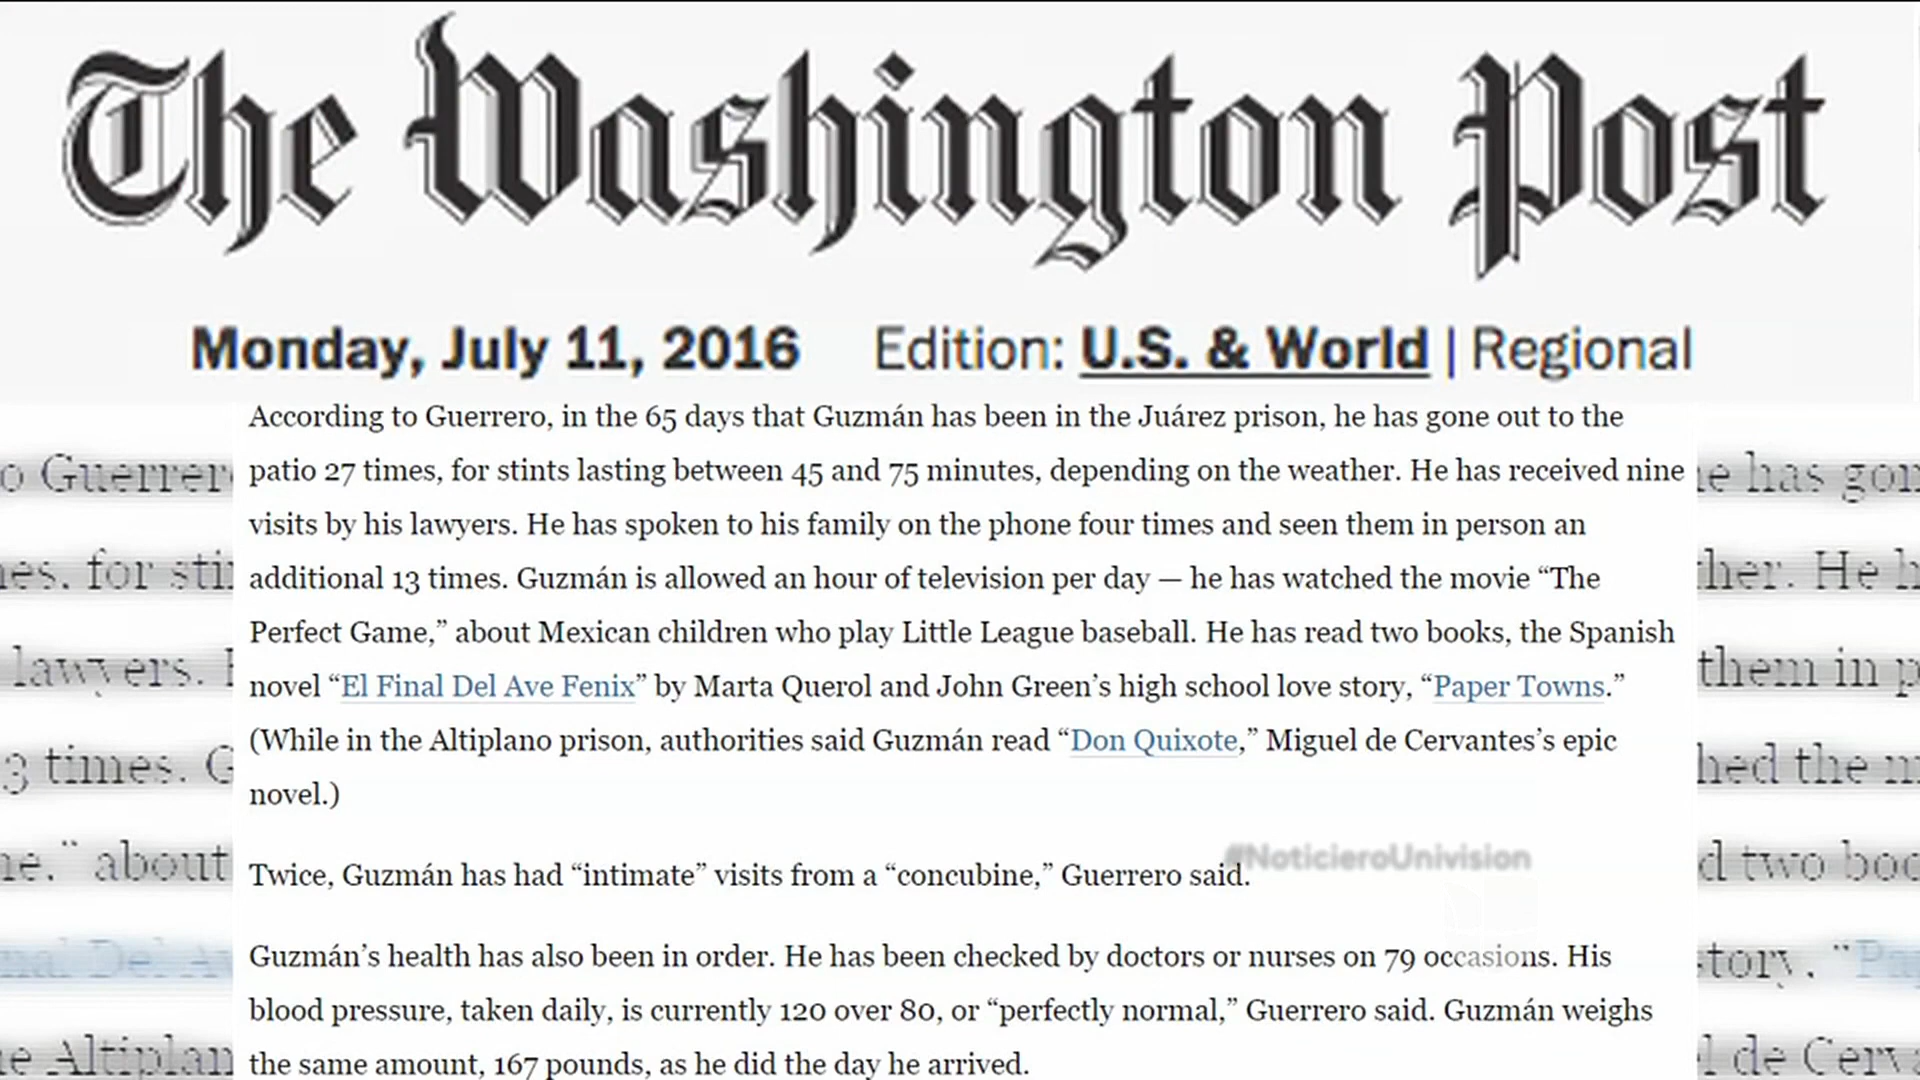 The Washington Post
Monday, July 11, 2016 Edition: U.S. & World | Regional
According to Guerrero, in the 65 days that Guzmán has been in the Juárez prison, he has gone out to the
patio 27 times, for stints lasting between 45 and 75 minutes, depending on the weather. He has received nine
visits by his lawyers. He has spoken to his family on the phone four times and seen them in person an
additional 13 times. Guzmán is allowed an hour of television per day — he has watched the movie “The
Perfect Game,” about Mexican children who play Little League baseball. He has read two books, the Spanish
novel “El Final Del Ave Fenix” by Marta Querol and John Green’s high school love story, “Paper Towns.”
(While in the Altiplano prison, authorities said Guzmán read “Don Quixote,” Miguel de Cervantes’s epic
novel.)
#NoticieroUnivision
Twice, Guzmán has had “intimate” visits from a “concubine,” Guerrero said.
Guzmán’s health has also been in order. He has been checked by doctors or nurses on 79 occasions. His
blood pressure, taken daily, is currently 120 over 80, or “perfectly normal,” Guerrero said. Guzmán weighs
the same amount, 167 pounds, as he did the day he arrived.